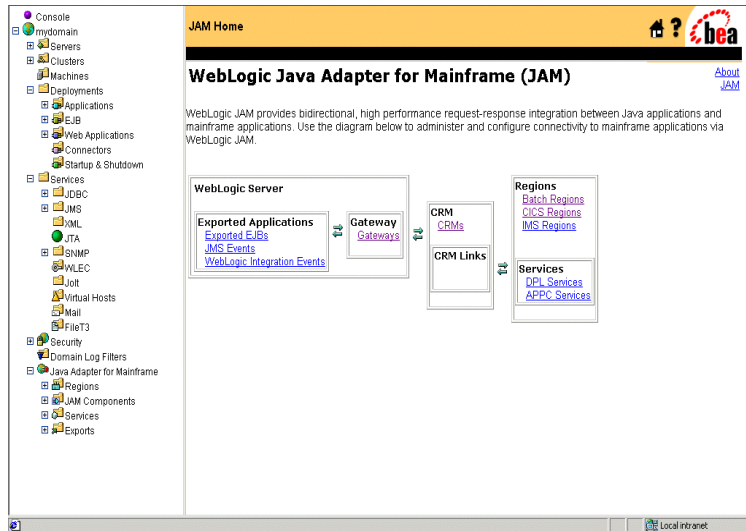 Console
mydomain
Servers
Clusters
Machines
Deployments
Applications
EJB
Web Applications
Connectors
Startup & Shutdown
Services
JDBC
JMS
XML
JTA
SNMP
WLEC
Jolt
Virtual Hosts
Mail
FileT3
Security
Domain Log Filters
Java Adapter for Mainframe
Regions
JAM Components
Services
Exports
JAM Home
?
bea
WebLogic Java Adapter for Mainframe (JAM)
About
JAM
WebLogic JAM provides bidirectional, high performance request-response integration between Java applications and
mainframe applications. Use the diagram below to administer and configure connectivity to mainframe applications via
WebLogic JAM.
WebLogic Server
Exported Applications
Exported EJBs
JMS Events
WebLogic Integration Events
Gateway
Gateways
CRM
CRMs
CRM Links
Regions
Batch Regions
CICS Regions
IMS Regions
Services
DPL Services
APPC Services
Local intranet